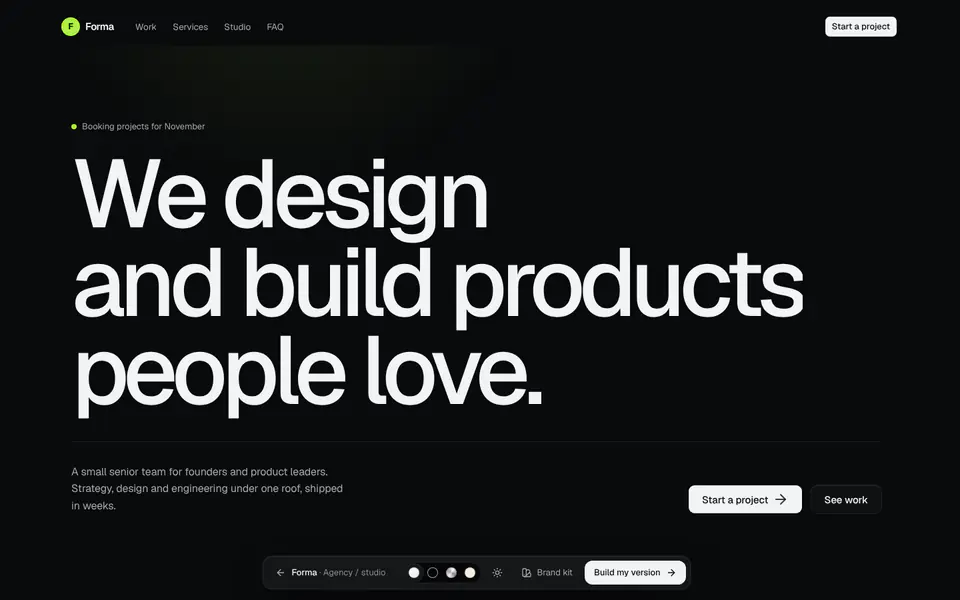 F Forma Work Services Studio FAQ Start a project
Booking projects for November
We design
and build products
people love.
A small senior team for founders and product leaders.
Strategy, design and engineering under one roof, shipped
in weeks.
Start a project → See work
← Forma · Agency / studio Brand kit Build my version →